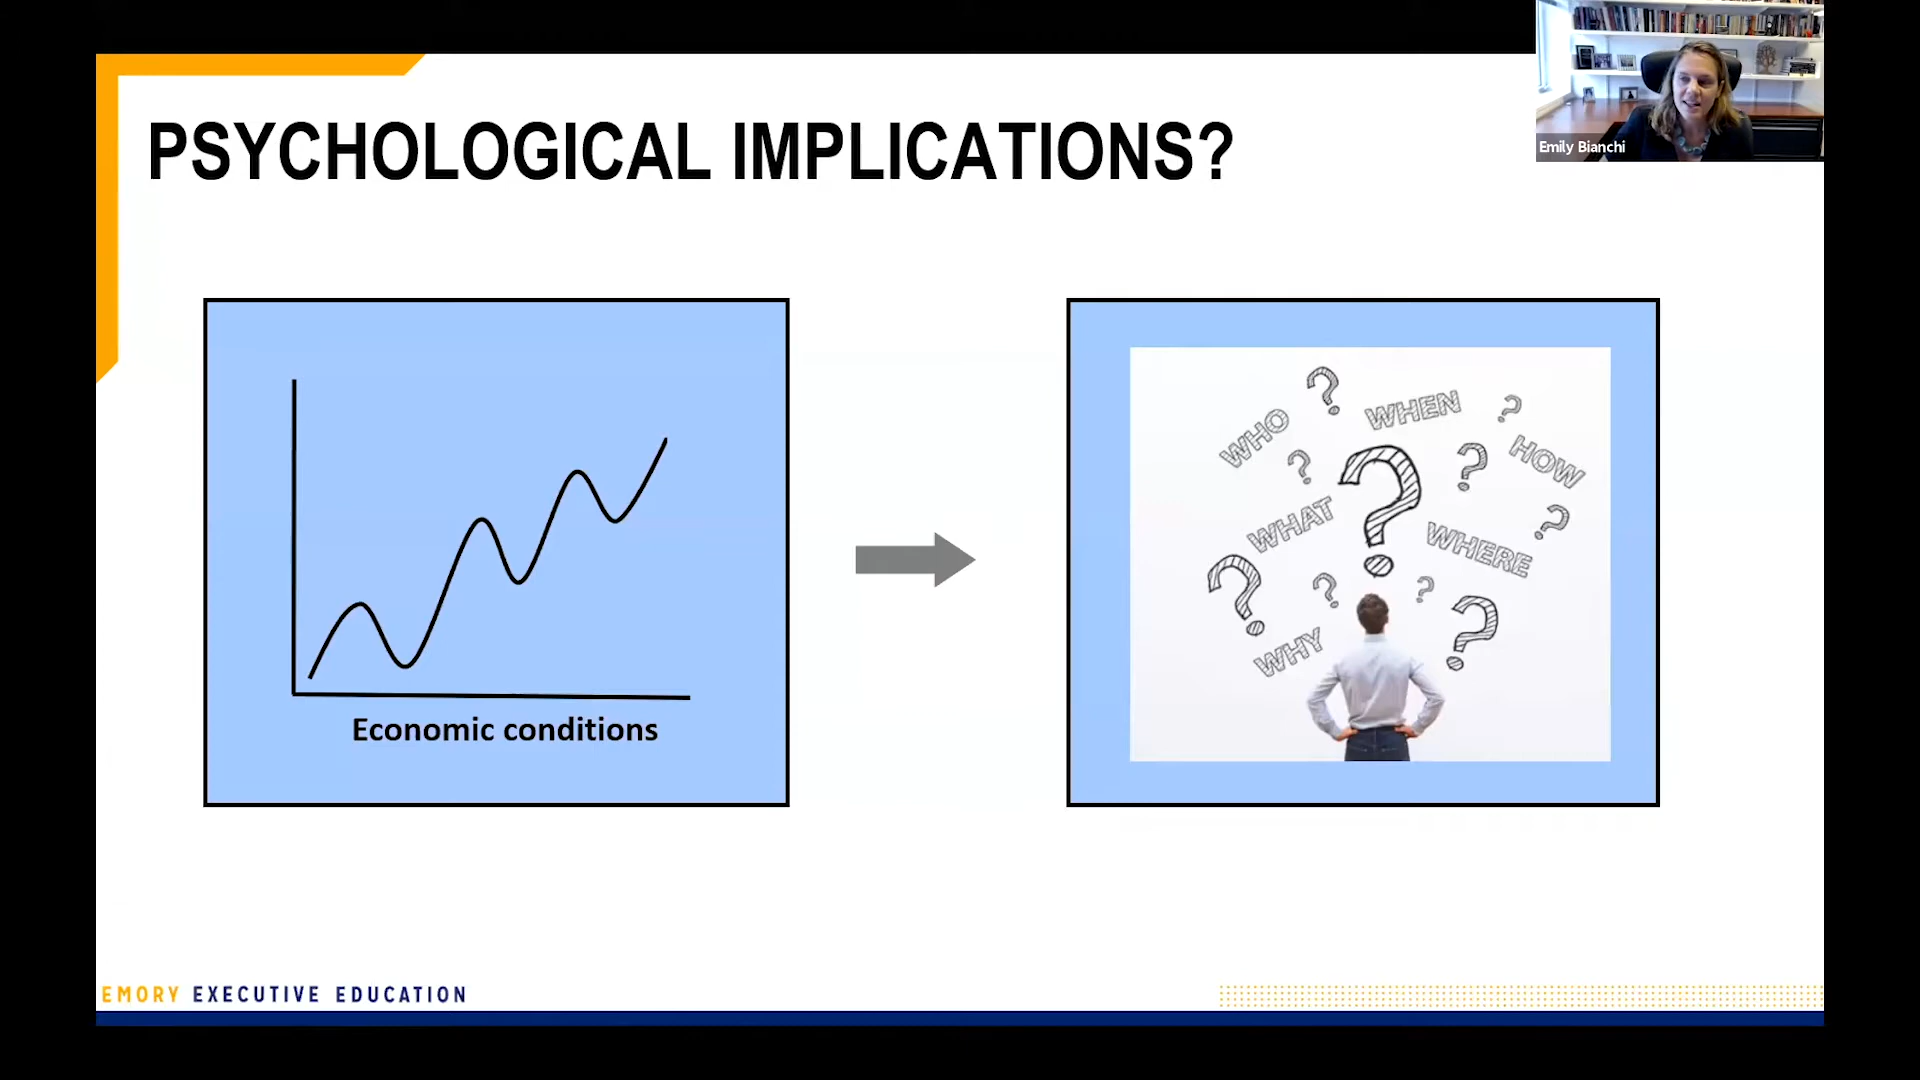 PSYCHOLOGICAL IMPLICATIONS?
Emily Bianchi
Economic conditions
?
WHEN
?
WHO
?
?
?
HOW
WHAT
?
WHERE
?
?
?
?
WHY
EMORY EXECUTIVE EDUCATION